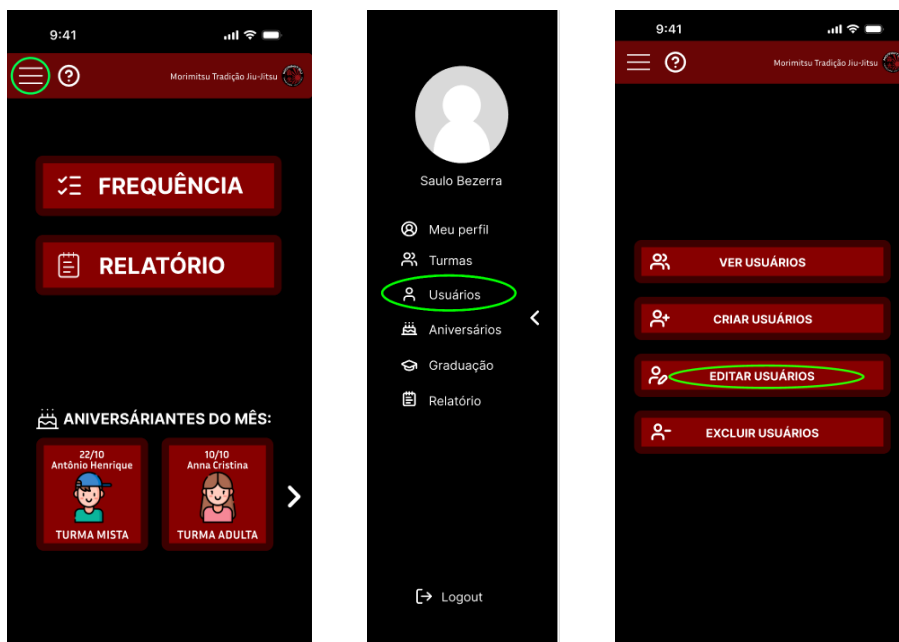 9:41
Morimitsu Tradição Jiu-Jitsu
FREQUÊNCIA
RELATÓRIO
ANIVERSÁRIANTES DO MÊS:
22/10
Antônio Henrique
TURMA MISTA
10/10
Anna Cristina
TURMA ADULTA
Saulo Bezerra
Meu perfil
Turmas
Usuários
Aniversários
Graduação
Relatório
Logout
9:41
Morimitsu Tradição Jiu-Jitsu
VER USUÁRIOS
CRIAR USUÁRIOS
EDITAR USUÁRIOS
EXCLUIR USUÁRIOS